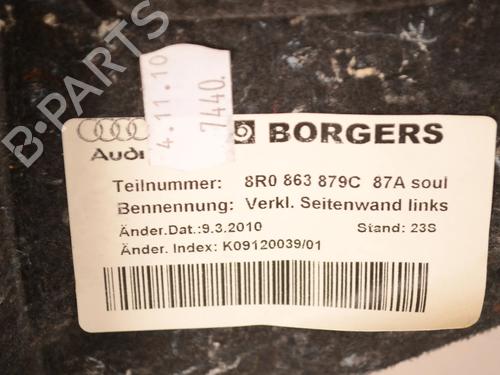 B-PARTS
4.11.10
7440.
Audi
BORGERS
Teilnummer: 8R0 863 879C 87A soul
Bennennung: Verkl. Seitenwand links
Änder.Dat.:9.3.2010 Stand: 23S
Änder. Index: K09120039/01